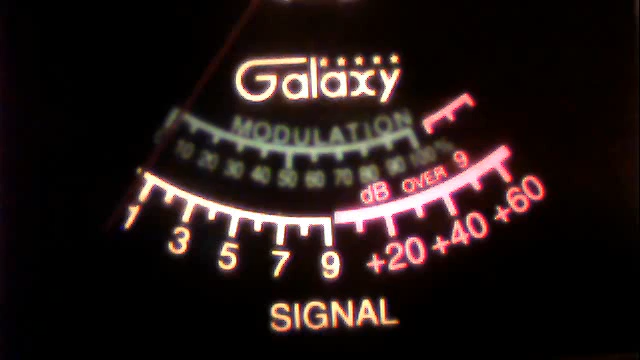 Galaxy
MODULATION
10 20 30 40 50 60 70 80 90 100%
dB OVER 9
1 3 5 7 9 +20 +40 +60
SIGNAL